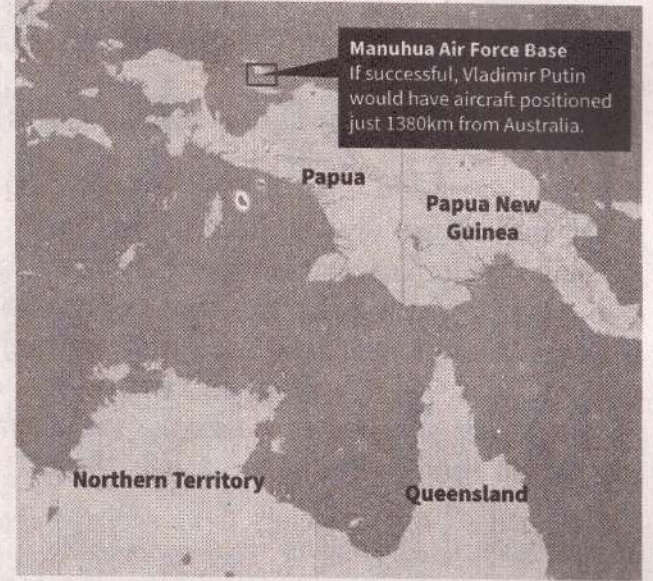 Manuhua Air Force Base
If successful, Vladimir Putin
would have aircraft positioned
just 1380km from Australia.
Papua
Papua New
Guinea
Northern Territory
Queensland